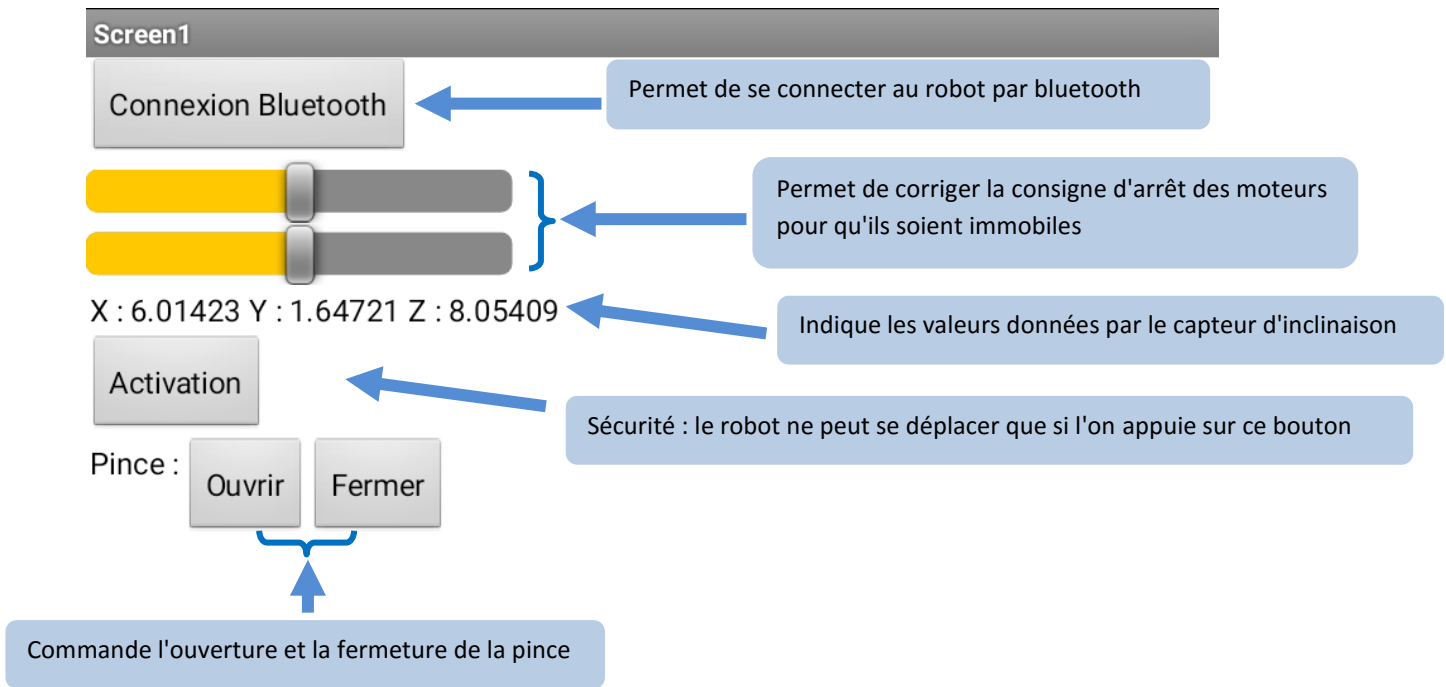 Screen1
Connexion Bluetooth
Permet de se connecter au robot par bluetooth
Permet de corriger la consigne d'arrêt des moteurs
pour qu'ils soient immobiles
X : 6.01423 Y : 1.64721 Z : 8.05409
Indique les valeurs données par le capteur d'inclinaison
Activation
Sécurité : le robot ne peut se déplacer que si l'on appuie sur ce bouton
Pince :
Ouvrir
Fermer
Commande l'ouverture et la fermeture de la pince